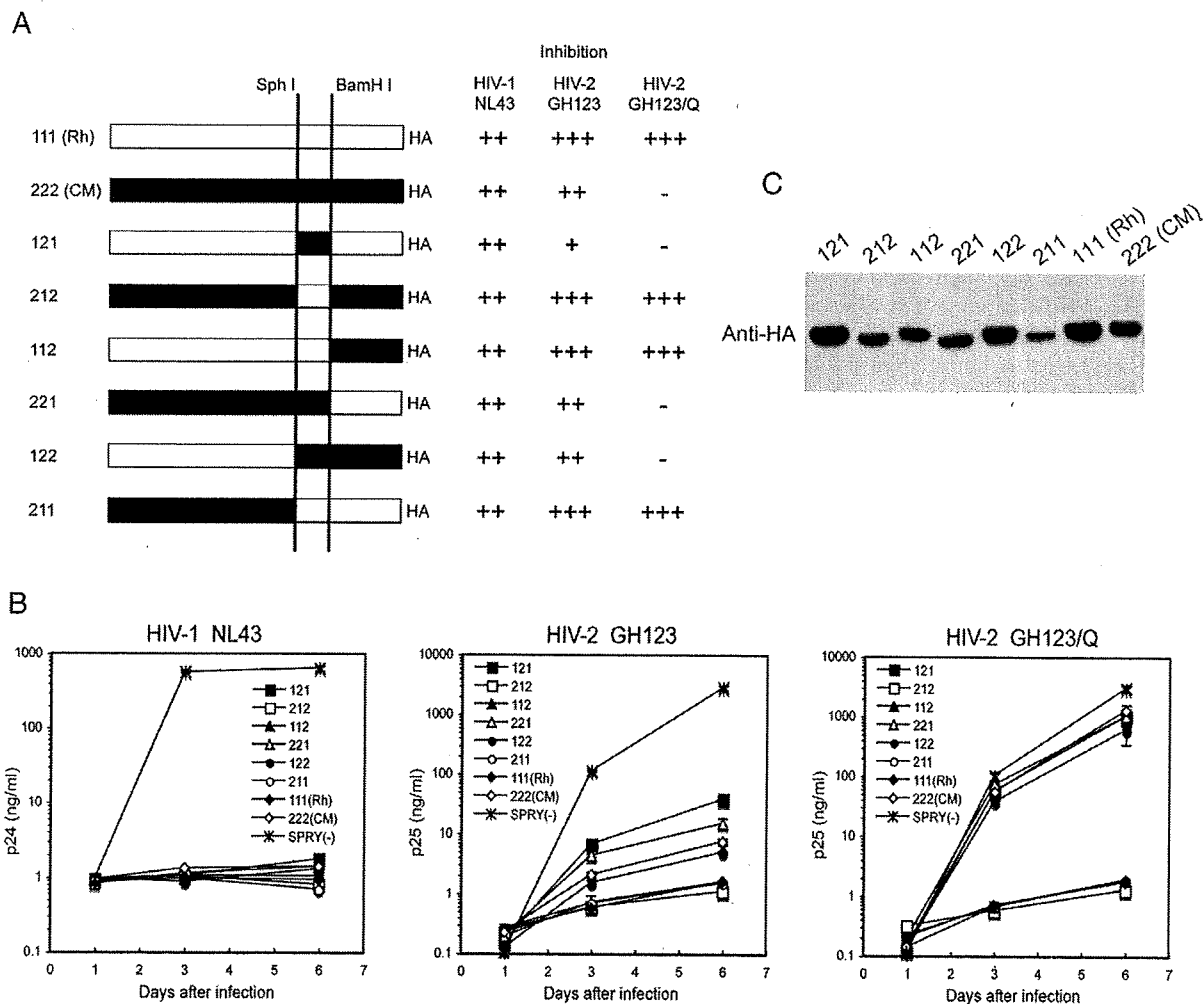 A
Inhibition
Sph I BamH I
HIV-1 NL43
HIV-2 GH123
HIV-2 GH123/Q
111 (Rh) HA ++ +++ +++
222 (CM) HA ++ ++ -
121 HA ++ + -
212 HA ++ +++ +++
112 HA ++ +++ +++
221 HA ++ ++ -
122 HA ++ ++ -
211 HA ++ +++ +++
C
121 212 112 221 122 211 111 (Rh) 222 (CM)
Anti-HA
B
HIV-1 NL43
p24 (ng/ml)
1000
100
10
1
0.1
121
212
112
221
122
211
111(Rh)
222(CM)
SPRY(-)
0 1 2 3 4 5 6 7
Days after infection
HIV-2 GH123
p25 (ng/ml)
10000
1000
100
10
1
0.1
121
212
112
221
122
211
111(Rh)
222(CM)
SPRY(-)
0 1 2 3 4 5 6 7
Days after infection
HIV-2 GH123/Q
p25 (ng/ml)
10000
1000
100
10
1
0.1
121
212
112
221
122
211
111(Rh)
222(CM)
SPRY(-)
0 1 2 3 4 5 6 7
Days after infection